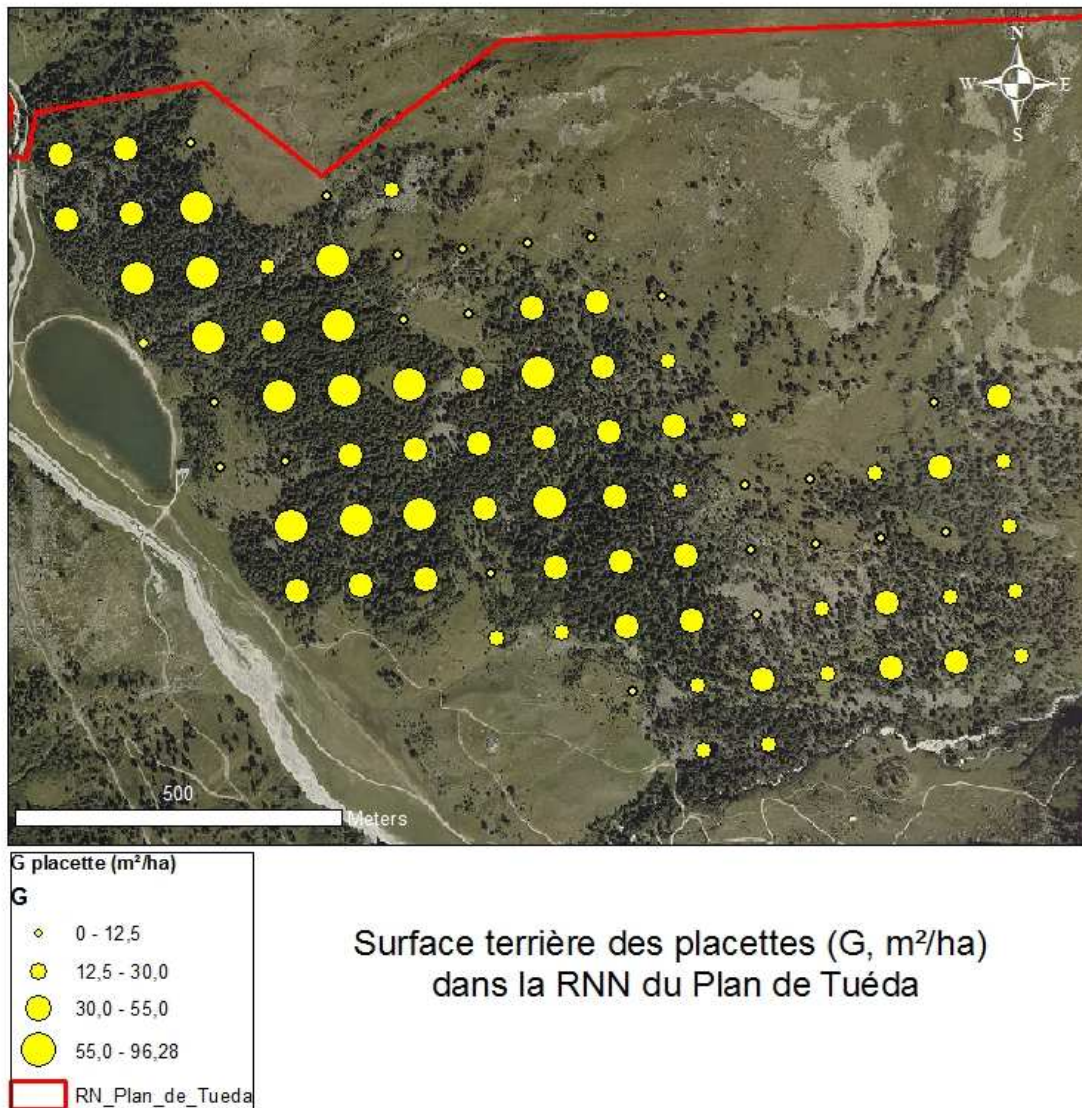 N
W E
S
500
Meters
G placette (m²/ha)
G
0 - 12,5
12,5 - 30,0
30,0 - 55,0
55,0 - 96,28
RN_Plan_de_Tueda
Surface terrière des placettes (G, m²/ha)
dans la RNN du Plan de Tuéda